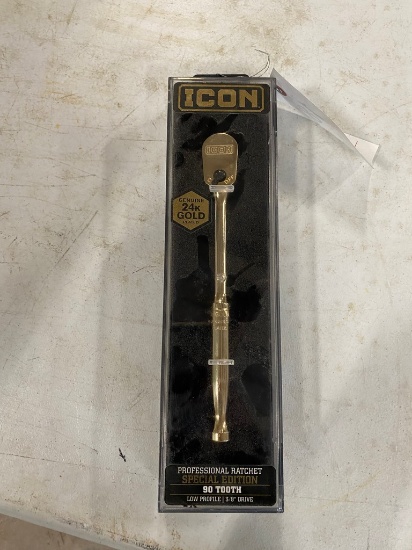 ICON
GENUINE
24K
GOLD
PROFESSIONAL RATCHET
SPECIAL EDITION
90 TOOTH
LOW PROFILE | 3/8" DRIVE